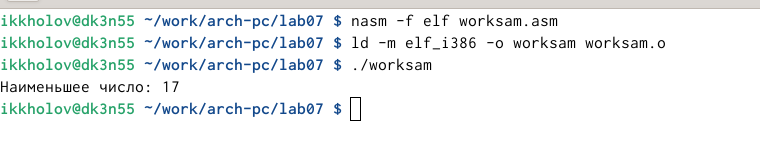 ikkholov@dk3n55 ~/work/arch-pc/lab07 $ nasm -f elf worksam.asm
ikkholov@dk3n55 ~/work/arch-pc/lab07 $ ld -m elf_i386 -o worksam worksam.o
ikkholov@dk3n55 ~/work/arch-pc/lab07 $ ./worksam
Наименьшее число: 17
ikkholov@dk3n55 ~/work/arch-pc/lab07 $